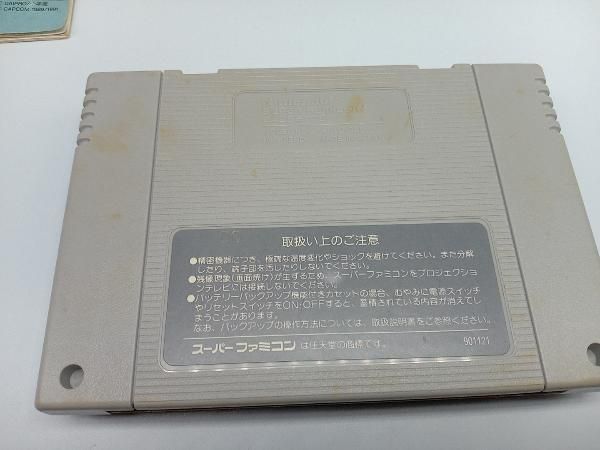 © CAPCOM 1989/1991
取扱い上のご注意
●精密機器につき、極端な温度変化やショックを避けてください。また分解
したり、端子部を汚したりしないでください。
●残像現象(画面焼け)が生ずるため、スーパーファミコンをプロジェクショ
ンテレビには接続しないでください。
●バッテリーバックアップ機能付きカセットの場合、むやみに電源スイッチ
やリセットスイッチをON・OFFすると、蓄積されている内容が消えてし
まうことがあります。
なお、バックアップの操作方法については、取扱説明書をご参照ください。
スーパーファミコン は任天堂の商標です。
901121